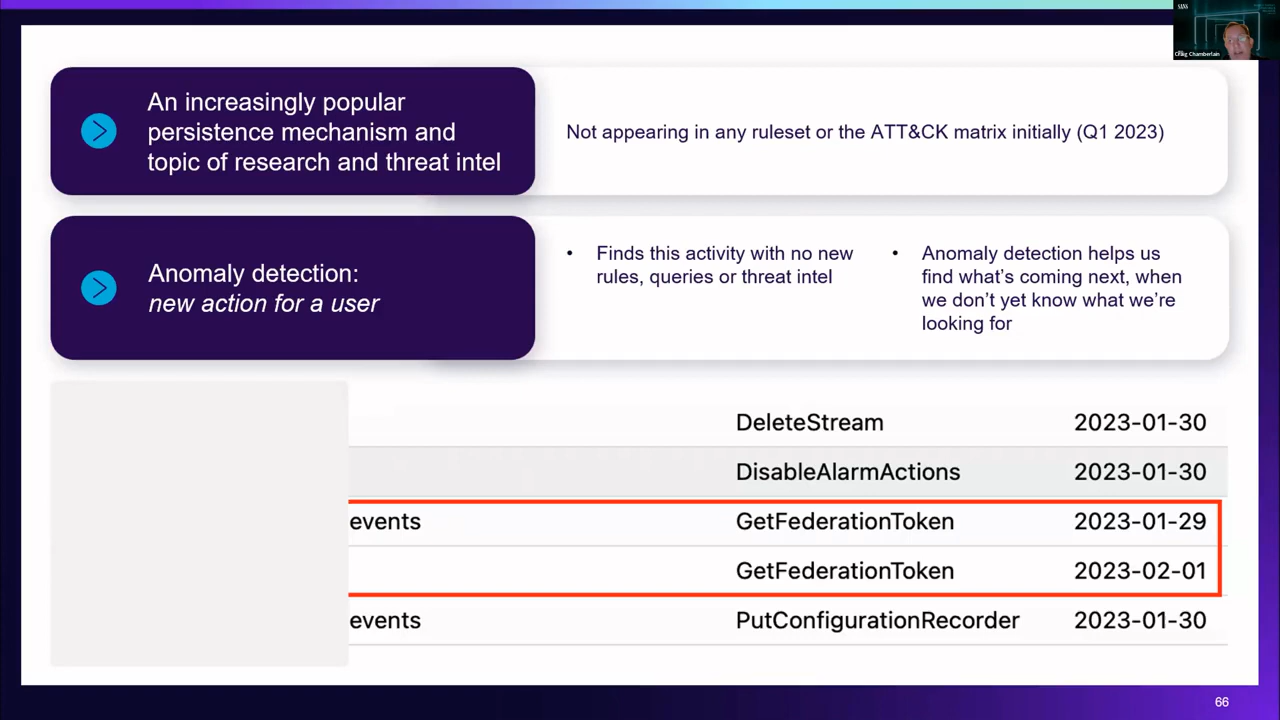 SANS
Craig Chamberlain
An increasingly popular
persistence mechanism and
topic of research and threat intel
Not appearing in any ruleset or the ATT&CK matrix initially (Q1 2023)
Anomaly detection:
new action for a user
• Finds this activity with no new
rules, queries or threat intel
• Anomaly detection helps us
find what’s coming next, when
we don’t yet know what we’re
looking for
DeleteStream 2023-01-30
DisableAlarmActions 2023-01-30
events GetFederationToken 2023-01-29
GetFederationToken 2023-02-01
events PutConfigurationRecorder 2023-01-30
66